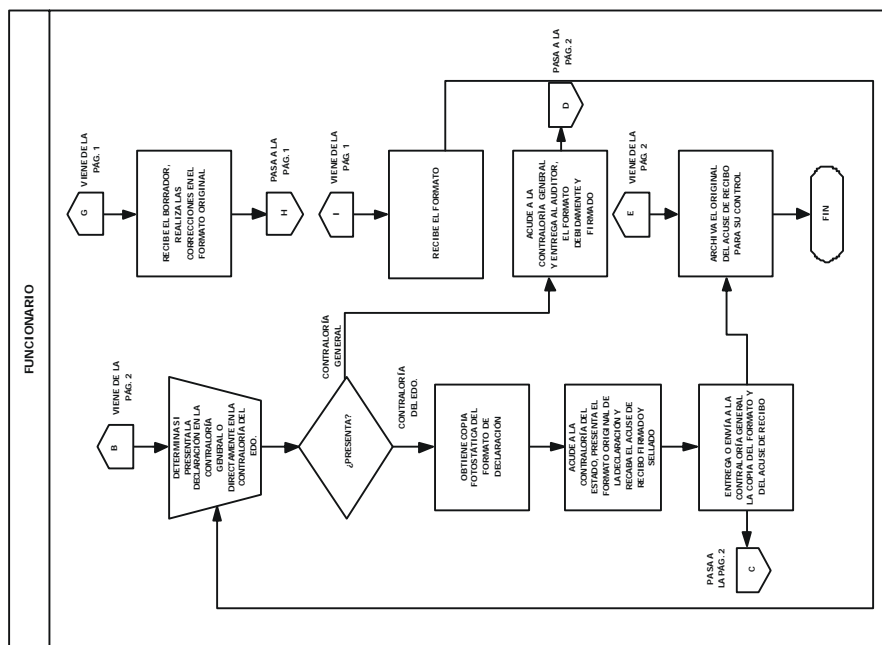 FUNCIONARIO
B
VIENE DE LA
PÁG. 2
DETERMINA SI
PRESENTA LA
DECLARACIÓN EN LA
CONTRALORÍA
GENERAL O
DIRECTAMENTE EN LA
CONTRALORÍA DEL
EDO.
¿PRESENTA?
CONTRALORÍA
GENERAL
CONTRALORÍA
DEL EDO.
OBTIENE COPIA
FOTOSTÁTICA DEL
FORMATO DE
DECLARACIÓN
ACUDE A LA
CONTRALORÍA DEL
ESTADO, PRESENTA EL
FORMATO ORIGINAL DE
LA DECLARACIÓN Y
RECABA EL ACUSE DE
RECIBO FIRMADO Y
SELLADO
ENTREGA O ENVÍA A LA
CONTRALORÍA GENERAL
LA COPIA DEL FORMATO Y
DEL ACUSE DE RECIBO
PASA A
LA PÁG. 2
C
G
VIENE DE LA
PÁG. 1
RECIBE EL BORRADOR,
REALIZA LAS
CORRECCIONES EN EL
FORMATO ORIGINAL
H
PASA A LA
PÁG. 1
I
VIENE DE LA
PÁG. 1
RECIBE EL FORMATO
ACUDE A LA
CONTRALORÍA GENERAL
Y ENTREGA AL AUDITOR,
EL FORMATO
DEBIDAMENTE Y
FIRMADO
D
PASA A LA
PÁG. 2
E
VIENE DE LA
PÁG. 2
ARCHIVA EL ORIGINAL
DEL ACUSE DE RECIBO
PARA SU CONTROL
FIN